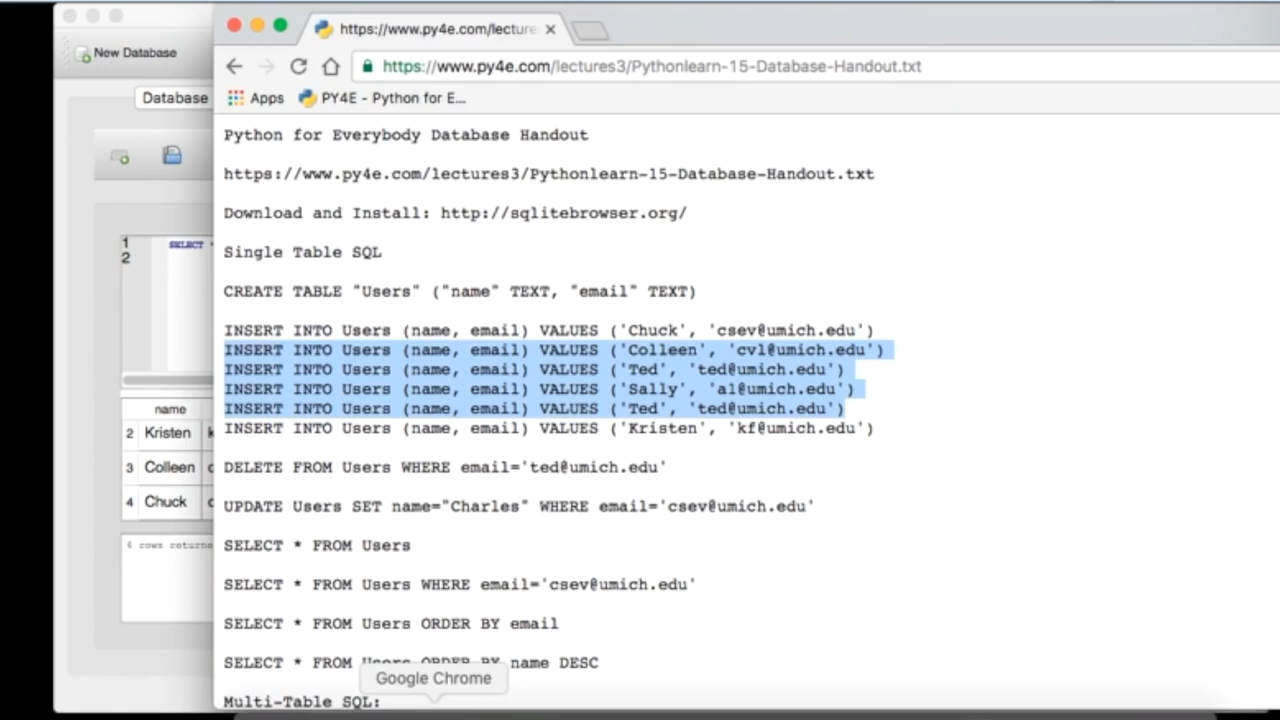 https://www.py4e.com/lecture
New Database
https://www.py4e.com/lectures3/Pythonlearn-15-Database-Handout.txt
Apps PY4E - Python for E...
Database
Python for Everybody Database Handout
https://www.py4e.com/lectures3/Pythonlearn-15-Database-Handout.txt
Download and Install: http://sqlitebrowser.org/
1 SELECT
2
Single Table SQL
CREATE TABLE "Users" ("name" TEXT, "email" TEXT)
INSERT INTO Users (name, email) VALUES ('Chuck', 'csev@umich.edu')
INSERT INTO Users (name, email) VALUES ('Colleen', 'cvl@umich.edu')
INSERT INTO Users (name, email) VALUES ('Ted', 'ted@umich.edu')
INSERT INTO Users (name, email) VALUES ('Sally', 'a1@umich.edu')
INSERT INTO Users (name, email) VALUES ('Ted', 'ted@umich.edu')
INSERT INTO Users (name, email) VALUES ('Kristen', 'kf@umich.edu')
name
2 Kristen k
3 Colleen c
4 Chuck c
4 rows returne
DELETE FROM Users WHERE email='ted@umich.edu'
UPDATE Users SET name="Charles" WHERE email='csev@umich.edu'
SELECT * FROM Users
SELECT * FROM Users WHERE email='csev@umich.edu'
SELECT * FROM Users ORDER BY email
SELECT * FROM Users ORDER BY name DESC
Google Chrome
Multi-Table SQL: